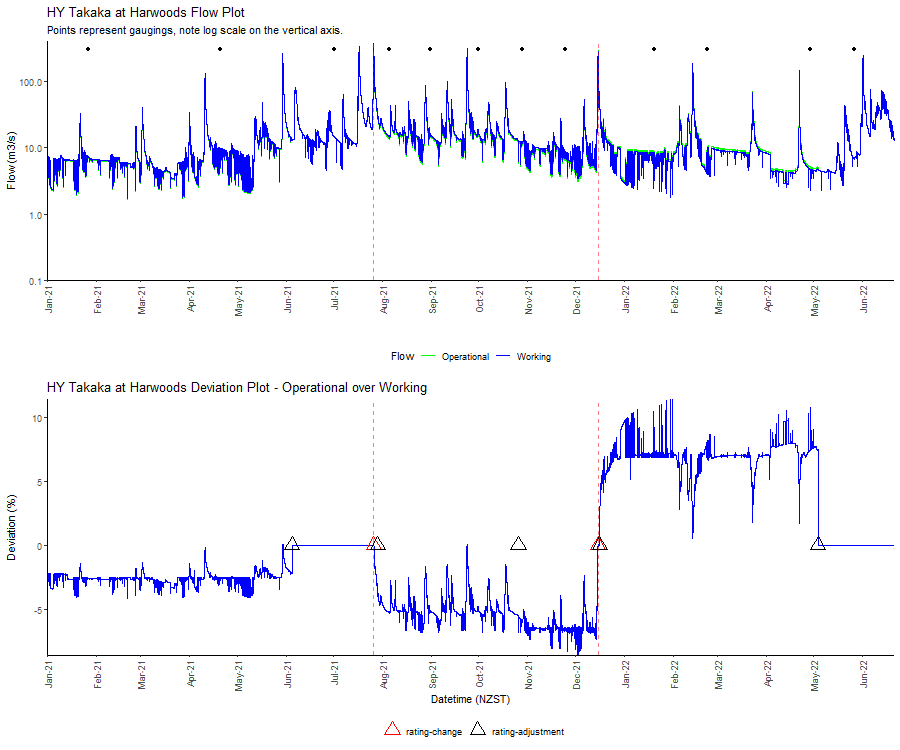 HY Takaka at Harwoods Flow Plot
Points represent gaugings, note log scale on the vertical axis.
Flow (m3/s)
100.0
10.0
1.0
0.1
Jan-21
Feb-21
Mar-21
Apr-21
May-21
Jun-21
Jul-21
Aug-21
Sep-21
Oct-21
Nov-21
Dec-21
Jan-22
Feb-22
Mar-22
Apr-22
May-22
Jun-22
Flow Operational Working
HY Takaka at Harwoods Deviation Plot - Operational over Working
Deviation (%)
10
5
0
-5
Jan-21
Feb-21
Mar-21
Apr-21
May-21
Jun-21
Jul-21
Aug-21
Sep-21
Oct-21
Nov-21
Dec-21
Jan-22
Feb-22
Mar-22
Apr-22
May-22
Jun-22
Datetime (NZST)
rating-change rating-adjustment